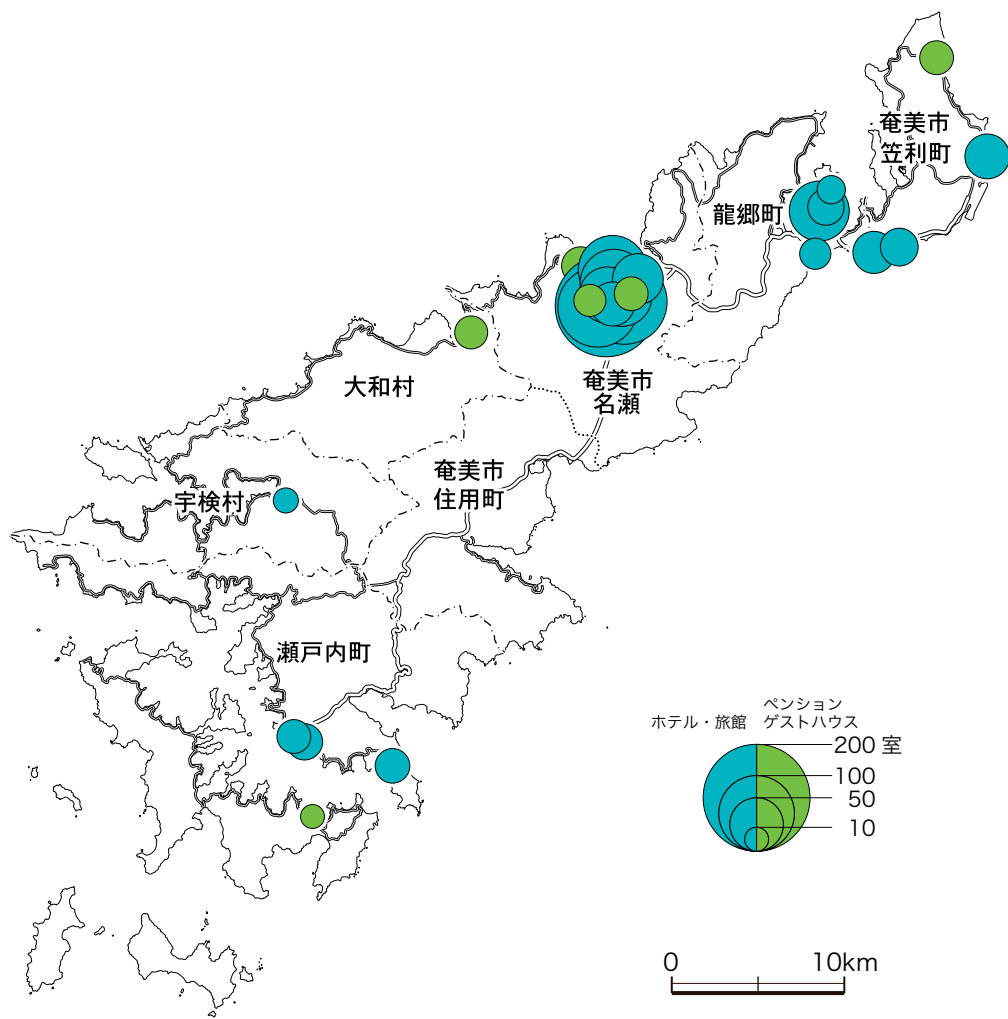 奄美市
笠利町
龍郷町
奄美市
名瀬
大和村
奄美市
住用町
宇検村
瀬戸内町
ペンション
ホテル・旅館 ゲストハウス
200 室
100
50
10
0 10km